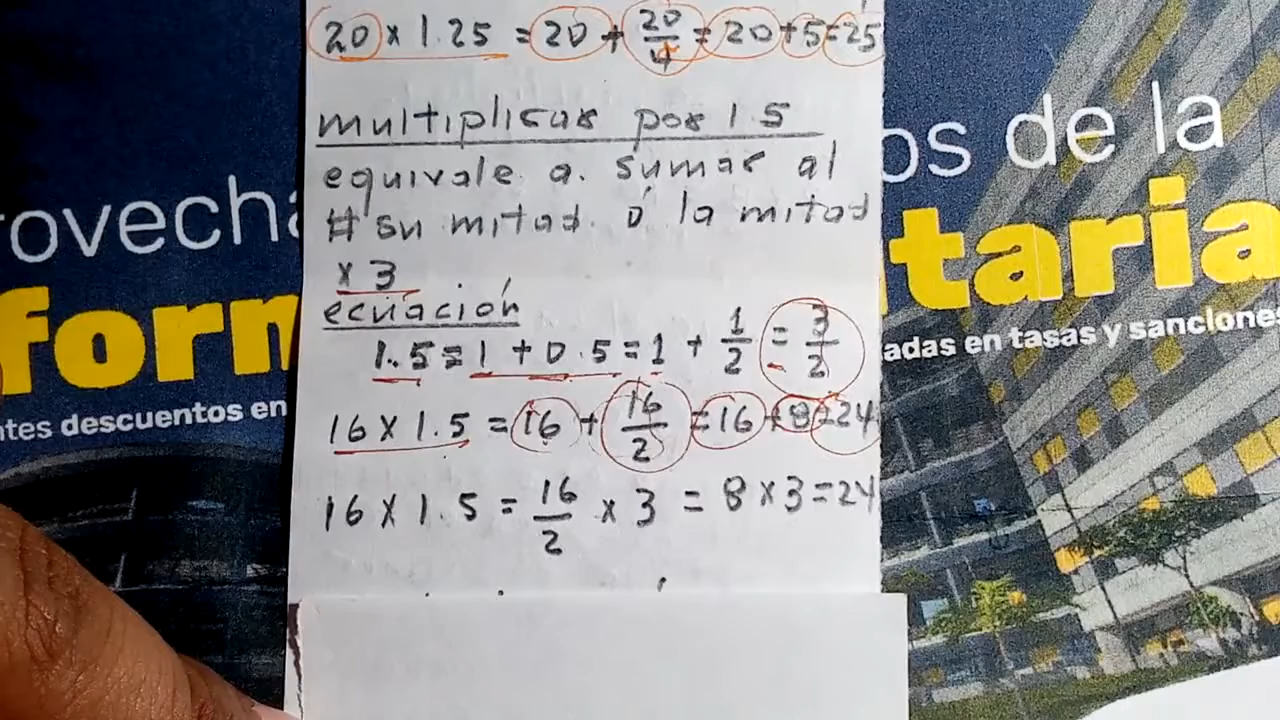 20 × 1.25 = 20 + 20/4 = 20 + 5 = 25
multiplicar por 1.5
equivale a sumar al
# su mitad. ó la mitad
× 3
ecuación
1.5 = 1 + 0.5 = 1 + 1/2 = 3/2
16 × 1.5 = 16 + 16/2 = 16 + 8 = 24
16 × 1.5 = 16/2 × 3 = 8 × 3 = 24
rovecha
form
ntes descuentos en
os de la
taria
adas en tasas y sanciones